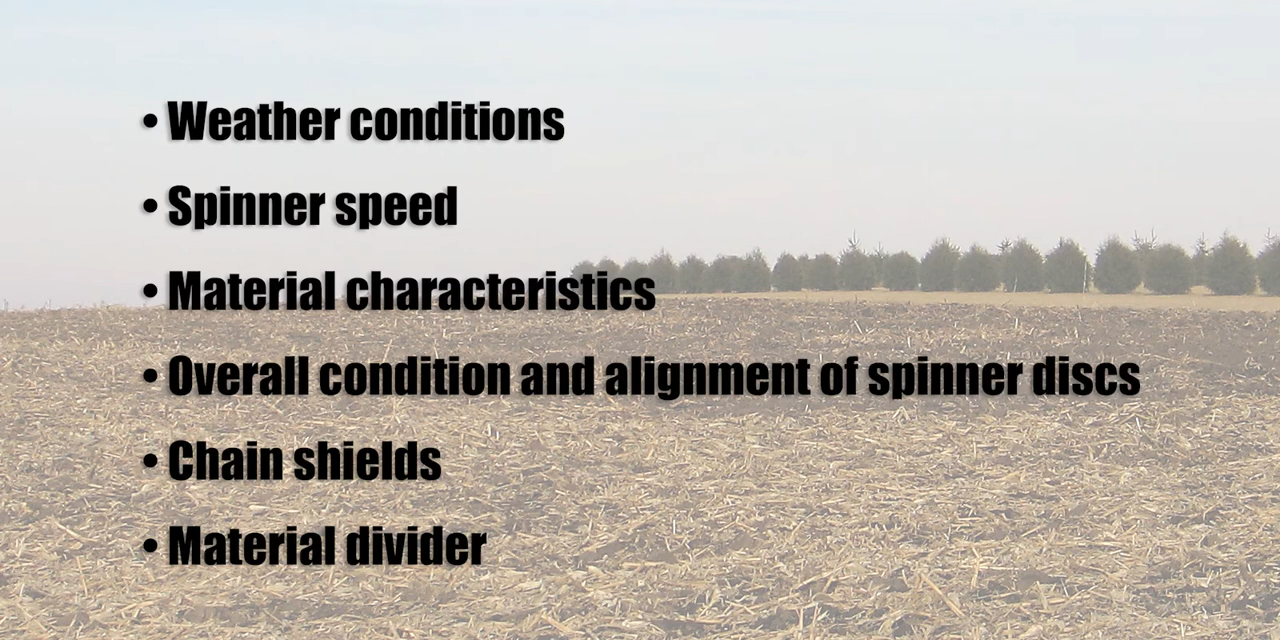 • Weather conditions
• Spinner speed
• Material characteristics
• Overall condition and alignment of spinner discs
• Chain shields
• Material divider